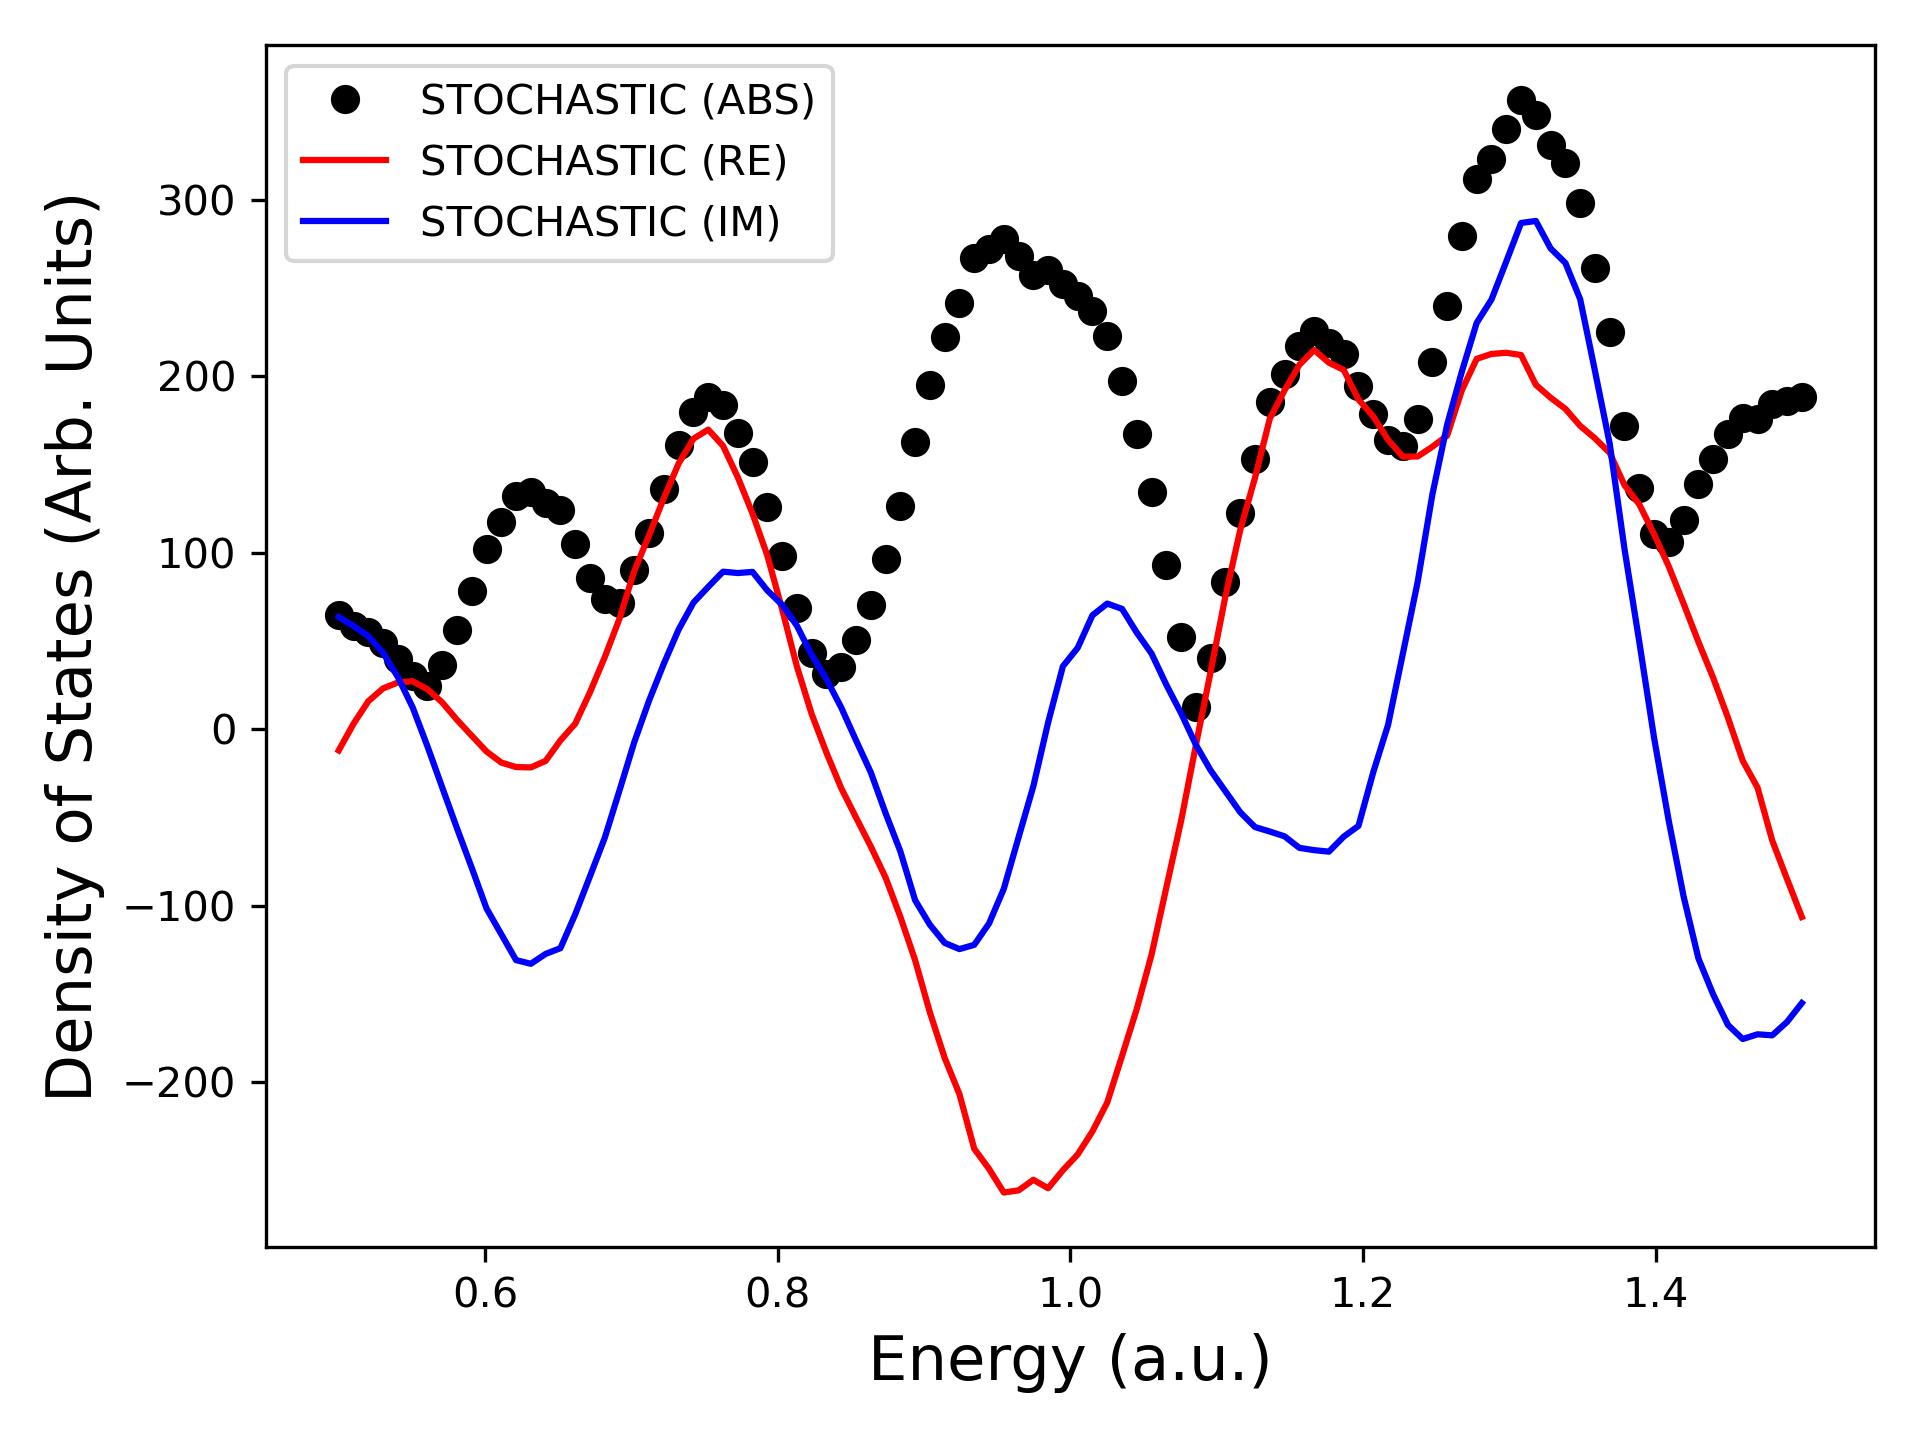 STOCHASTIC (ABS)
STOCHASTIC (RE)
STOCHASTIC (IM)
Density of States (Arb. Units)
300
200
100
0
−100
−200
0.6 0.8 1.0 1.2 1.4
Energy (a.u.)